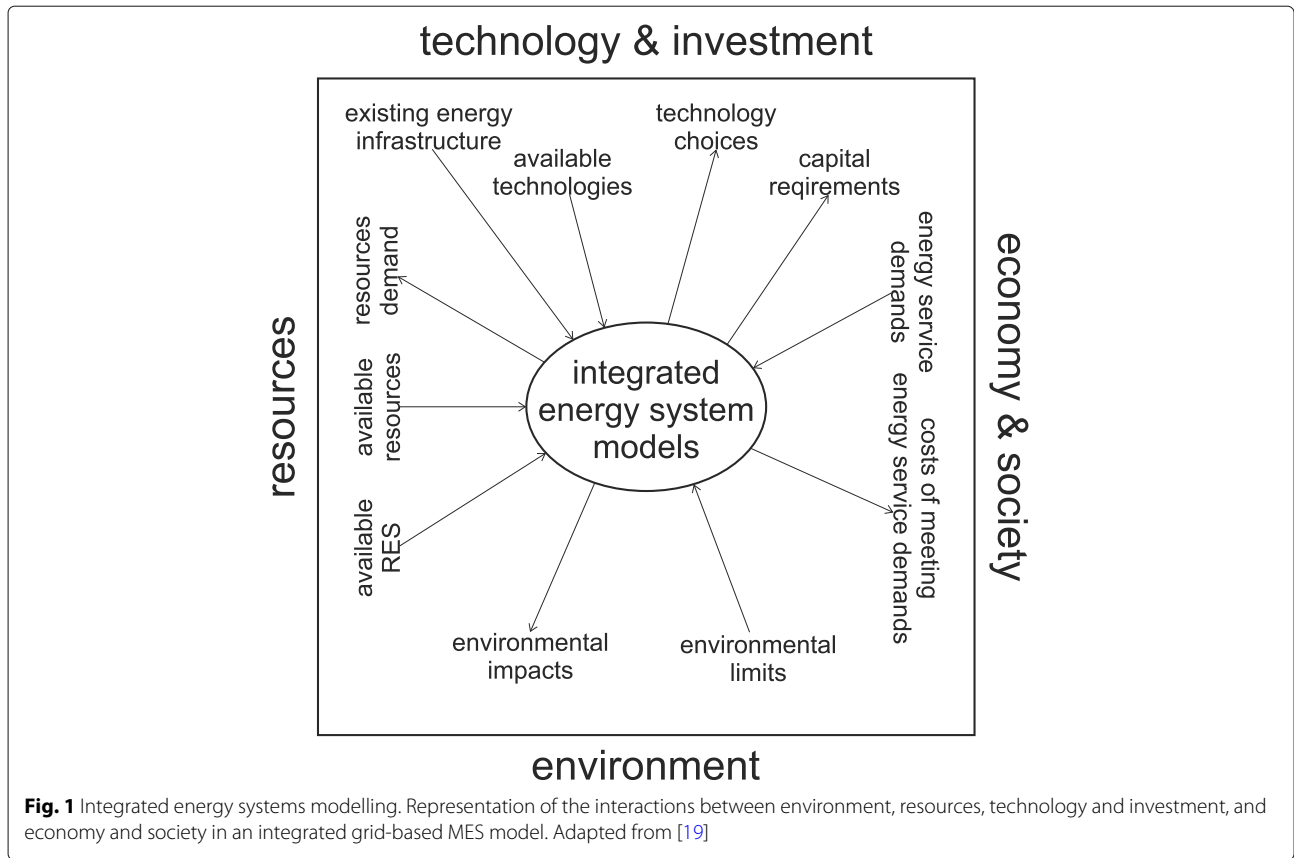 technology & investment
existing energy
infrastructure
available
technologies
technology
choices
capital
reqirements
resources
demand
available
resources
available
RES
resources
integrated
energy system
models
energy service
demands
costs of meeting
energy service demands
economy & society
environmental
impacts
environmental
limits
environment
Fig. 1 Integrated energy systems modelling. Representation of the interactions between environment, resources, technology and investment, and
economy and society in an integrated grid-based MES model. Adapted from [19]